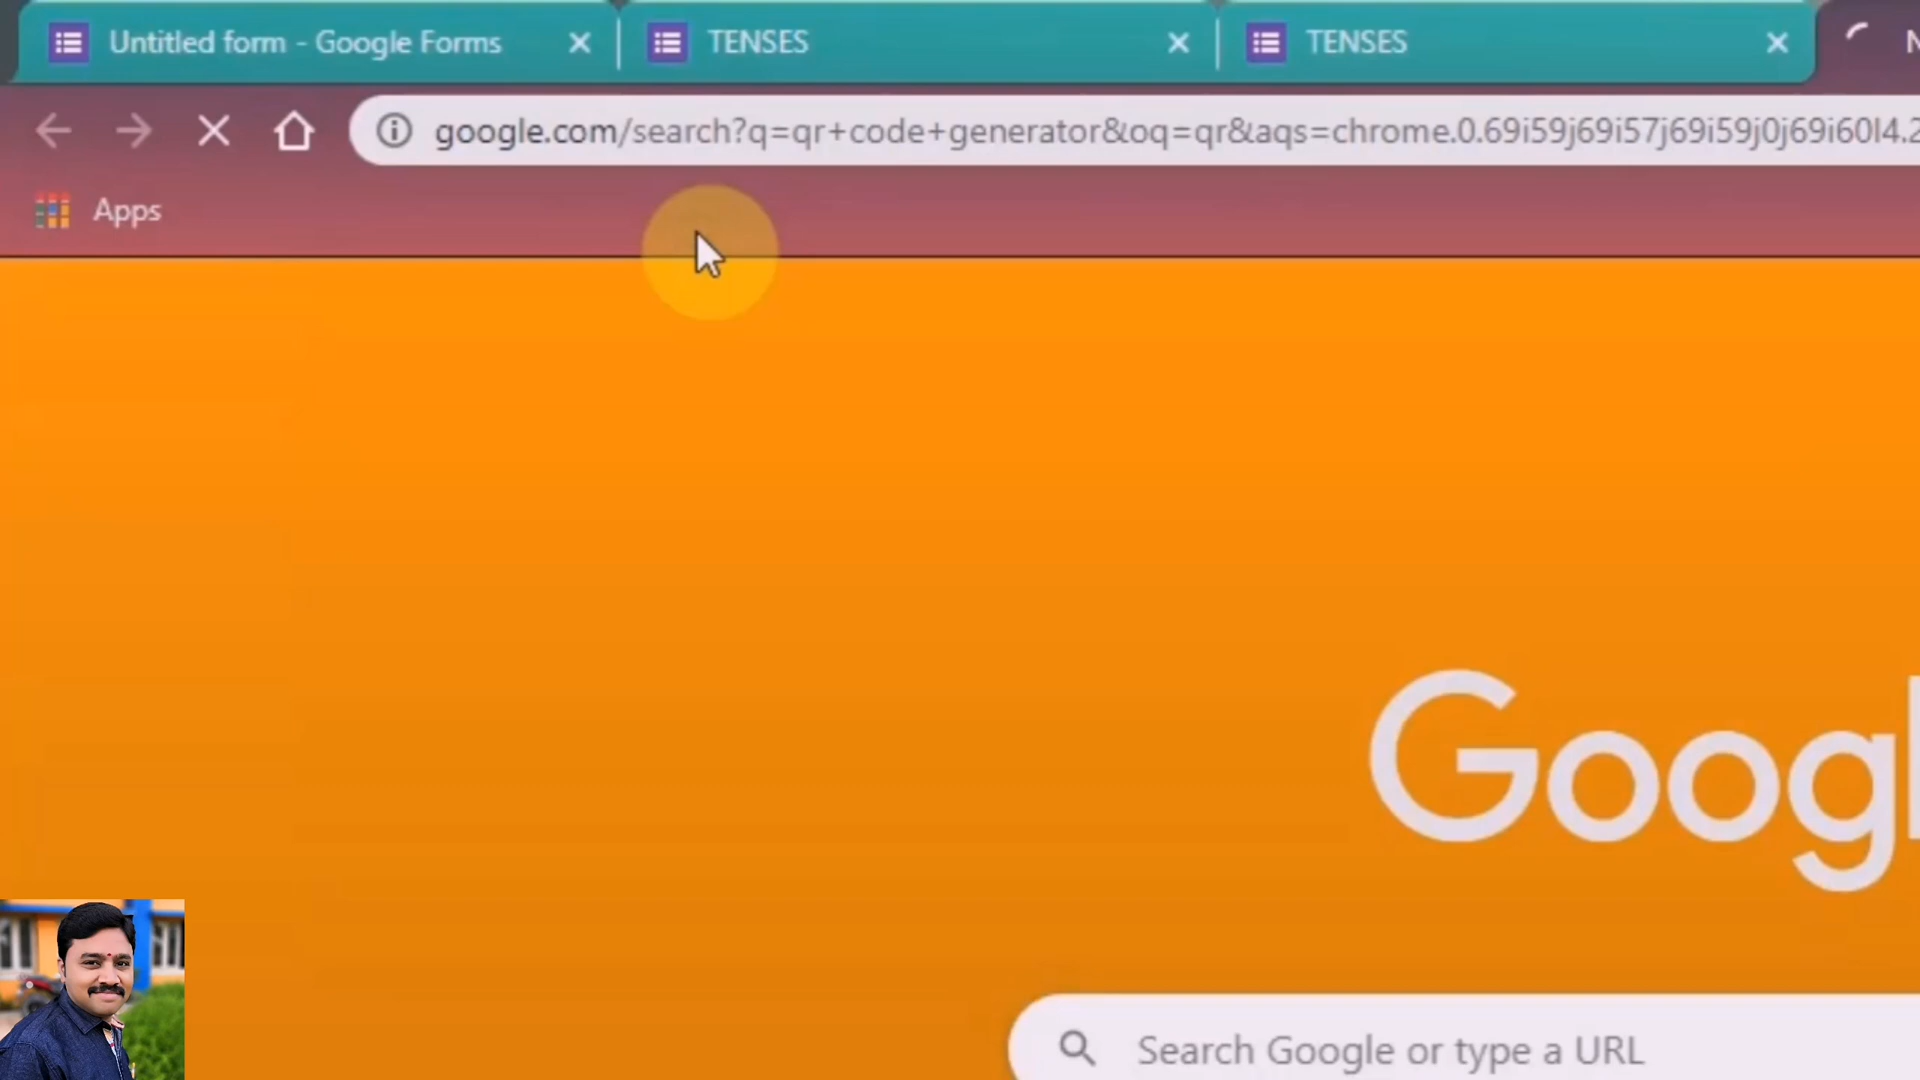 Untitled form - Google Forms
TENSES
TENSES
google.com/search?q=qr+code+generator&oq=qr&aqs=chrome.0.69i59j69i57j69i59j0j69i60l4.2
Apps
Googl
Search Google or type a URL